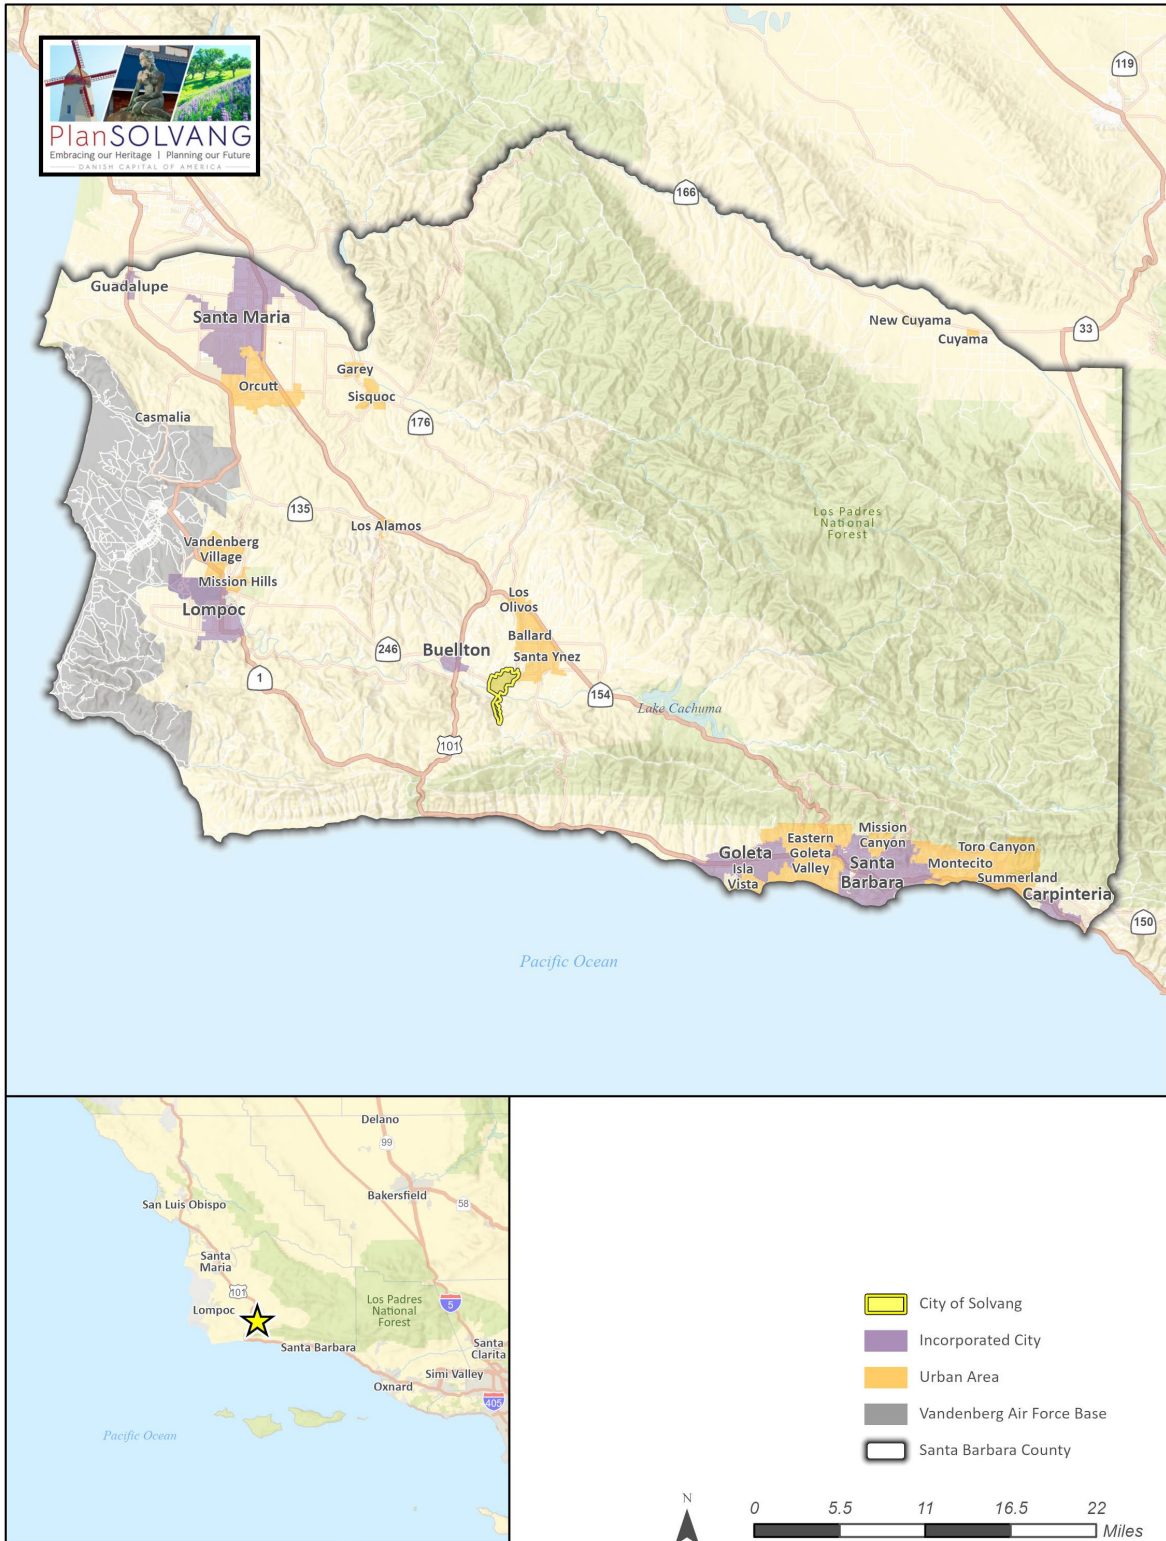 PlanSOLVANG
Embracing our Heritage | Planning our Future
DANISH CAPITAL OF AMERICA
119
166
Guadalupe
Santa Maria
New Cuyama
33
Cuyama
Garey
Orcutt
Sisquoc
Casmalia
176
135
Los Padres
National
Forest
Los Alamos
Vandenberg
Village
Mission Hills
Los
Olivos
Lompoc
Ballard
246
Buellton
Santa Ynez
1
154
Lake Cachuma
101
Mission
Canyon
Eastern
Goleta
Valley
Toro Canyon
Goleta
Isla
Vista
Santa
Barbara
Montecito
Summerland
Carpinteria
150
Pacific Ocean
Delano
99
Bakersfield
58
San Luis Obispo
Santa
Maria
101
Lompoc
Los Padres
National
Forest
5
Santa Barbara
Santa
Clarita
Simi Valley
Oxnard
405
Pacific Ocean
City of Solvang
Incorporated City
Urban Area
Vandenberg Air Force Base
Santa Barbara County
N
0 5.5 11 16.5 22
Miles